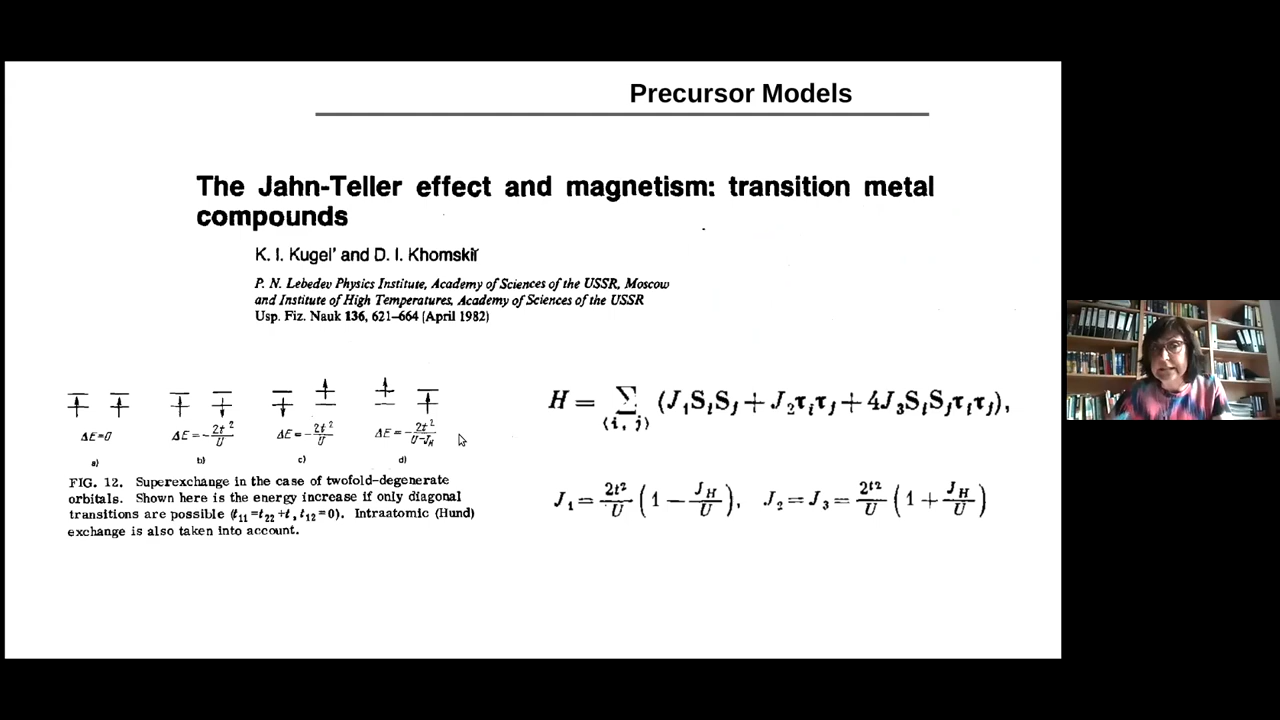 Precursor Models
The Jahn-Teller effect and magnetism: transition metal
compounds
K. I. Kugel' and D. I. Khomskiĭ
P. N. Lebedev Physics Institute, Academy of Sciences of the USSR, Moscow
and Institute of High Temperatures, Academy of Sciences of the USSR
Usp. Fiz. Nauk 136, 621–664 (April 1982)
ΔE=0 ΔE=-2t²/U ΔE=-2t²/U ΔE=-2t²/U-J_H
a) b) c) d)
FIG. 12. Superexchange in the case of twofold-degenerate
orbitals. Shown here is the energy increase if only diagonal
transitions are possible (t₁₁=t₂₂+t, t₁₂=0). Intraatomic (Hund)
exchange is also taken into account.
H = Σ⟨i, j⟩ (J₁SᵢSⱼ + J₂τᵢτⱼ + 4J₃SᵢSⱼτᵢτⱼ),
J₁ = 2t²/U (1 − J_H/U), J₂ = J₃ = 2t²/U (1 + J_H/U)